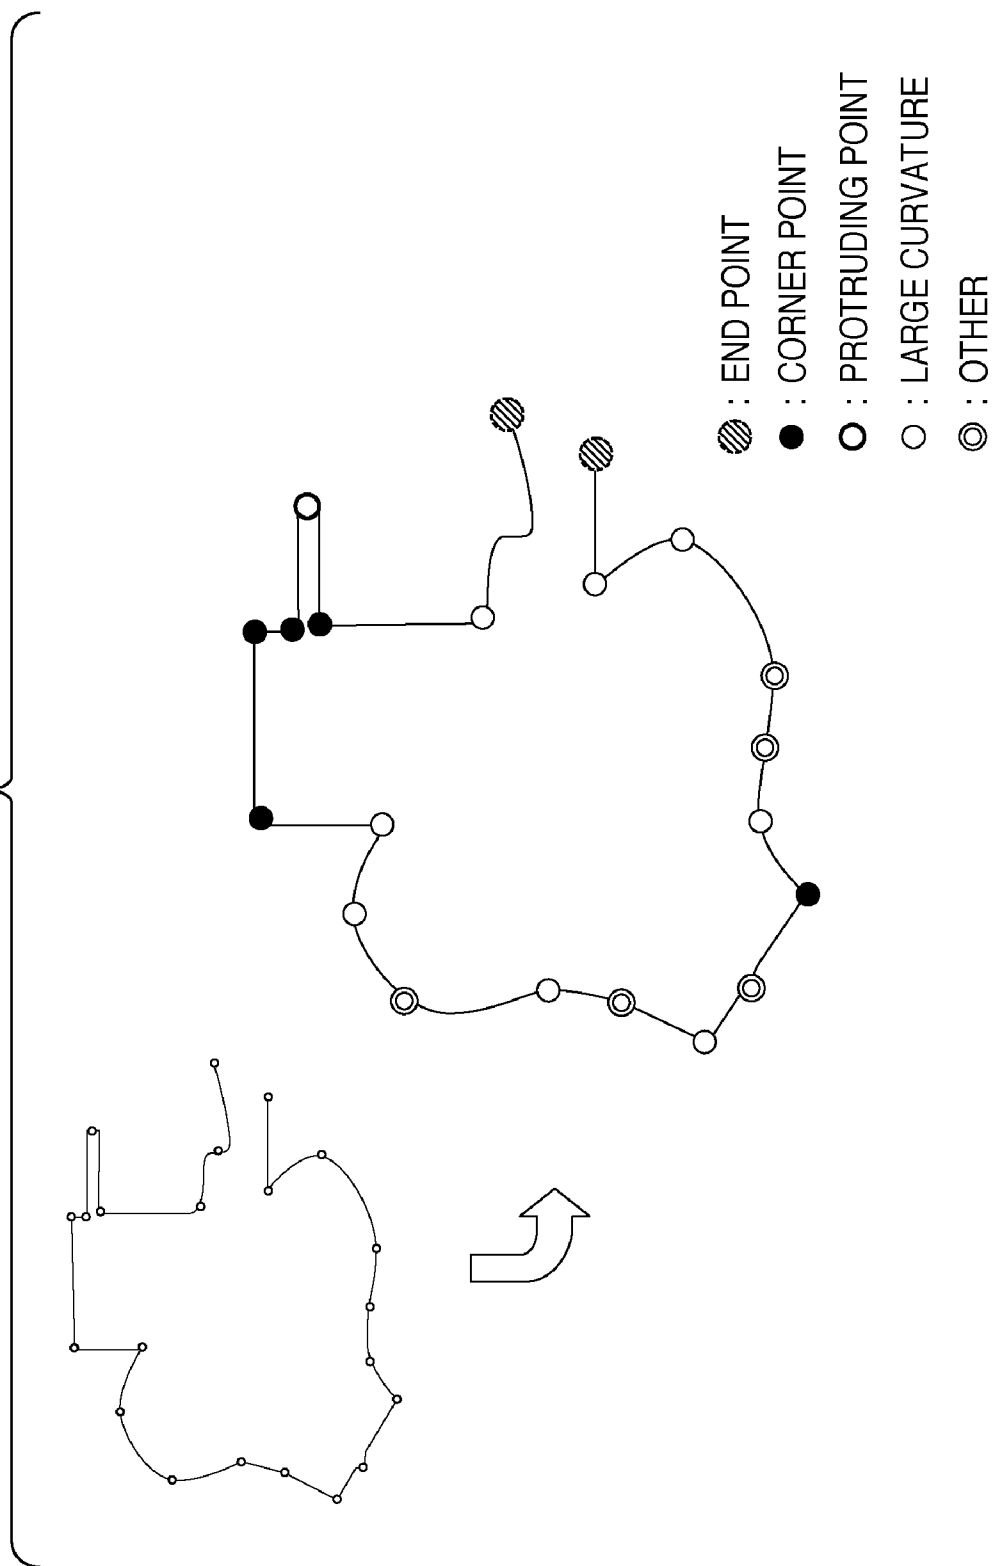 : END POINT
: CORNER POINT
: PROTRUDING POINT
: LARGE CURVATURE
: OTHER